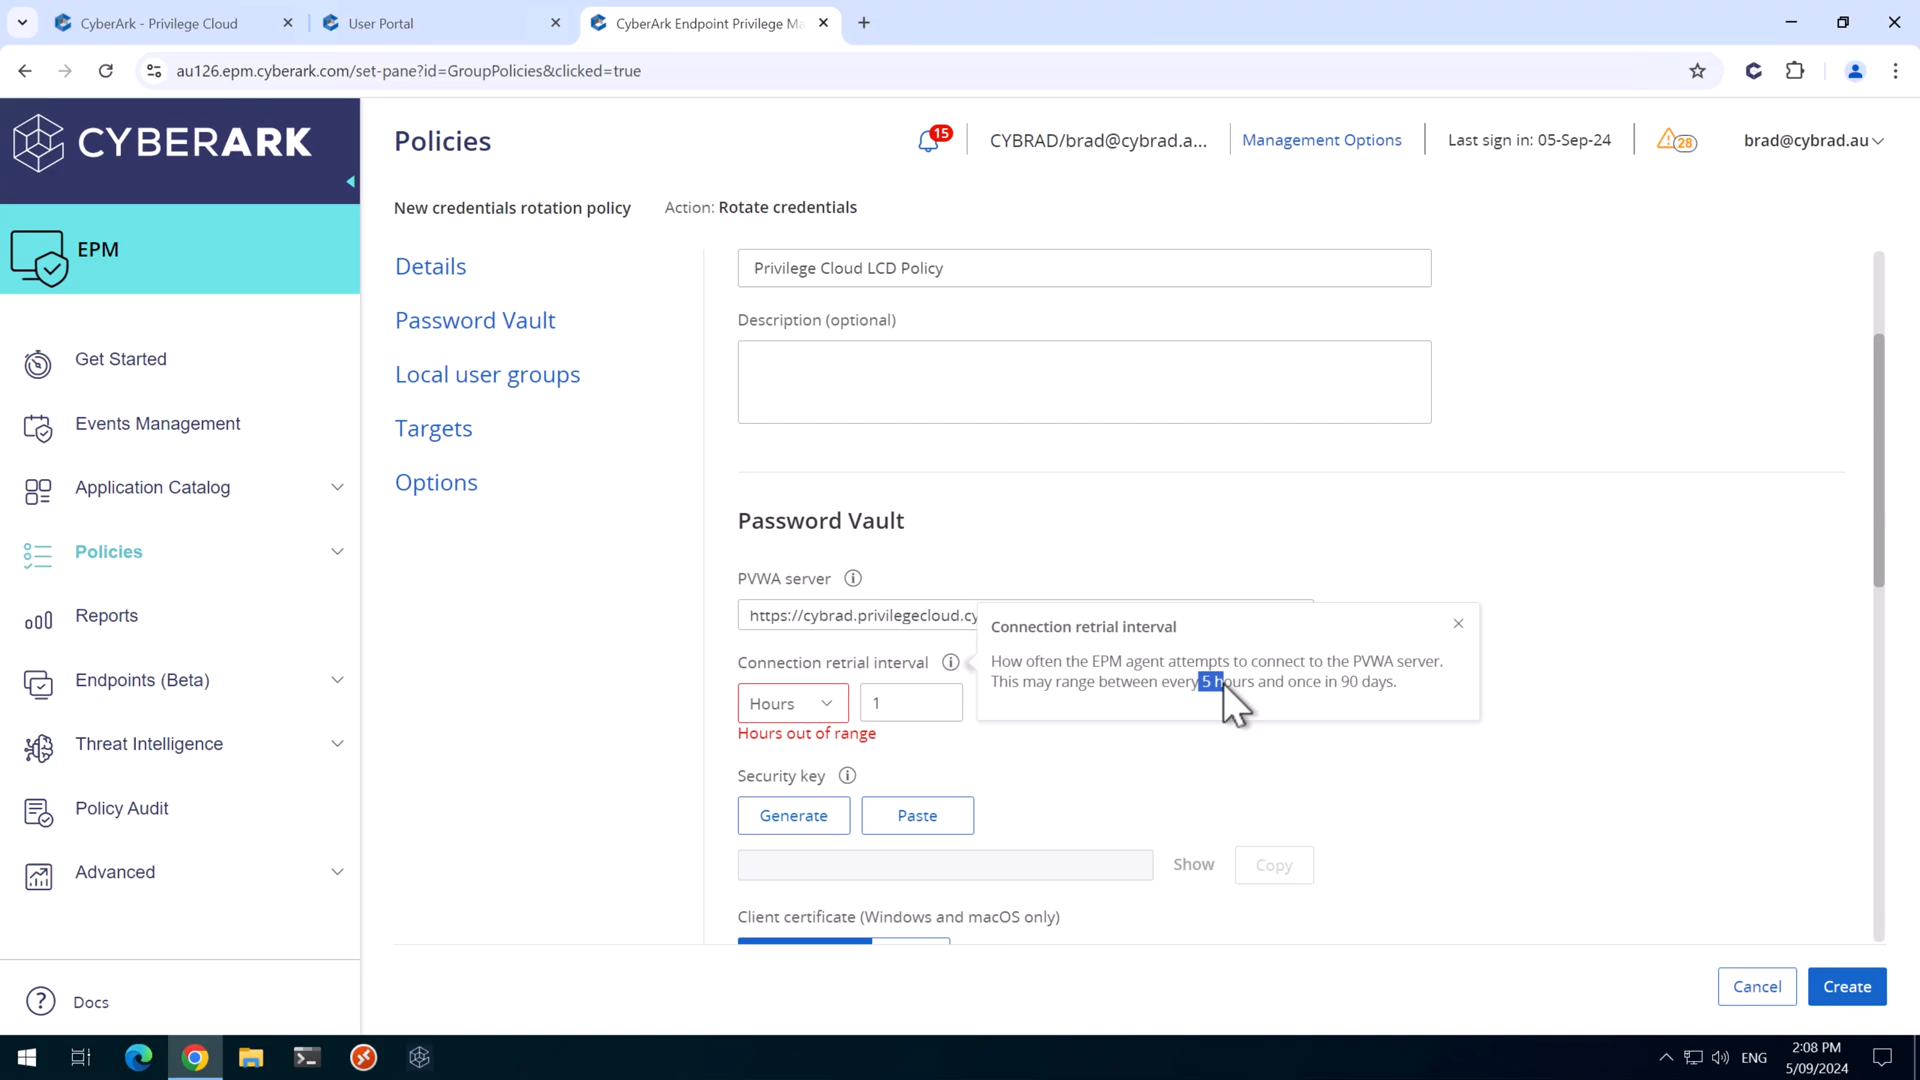 CyberArk - Privilege Cloud
User Portal
CyberArk Endpoint Privilege Ma
au126.epm.cyberark.com/set-pane?id=GroupPolicies&clicked=true
CYBERARK
Policies
15
CYBRAD/brad@cybrad.a...
Management Options
Last sign in: 05-Sep-24
28
brad@cybrad.au
New credentials rotation policy
Action: Rotate credentials
EPM
Get Started
Events Management
Application Catalog
Policies
Reports
Endpoints (Beta)
Threat Intelligence
Policy Audit
Advanced
Docs
Details
Password Vault
Local user groups
Targets
Options
Privilege Cloud LCD Policy
Description (optional)
Password Vault
PVWA server
https://cybrad.privilegecloud.cy
Connection retrial interval
Hours
1
Hours out of range
Connection retrial interval
How often the EPM agent attempts to connect to the PVWA server.
This may range between every 5 hours and once in 90 days.
Security key
Generate
Paste
Show
Copy
Client certificate (Windows and macOS only)
Cancel
Create
ENG
2:08 PM
5/09/2024